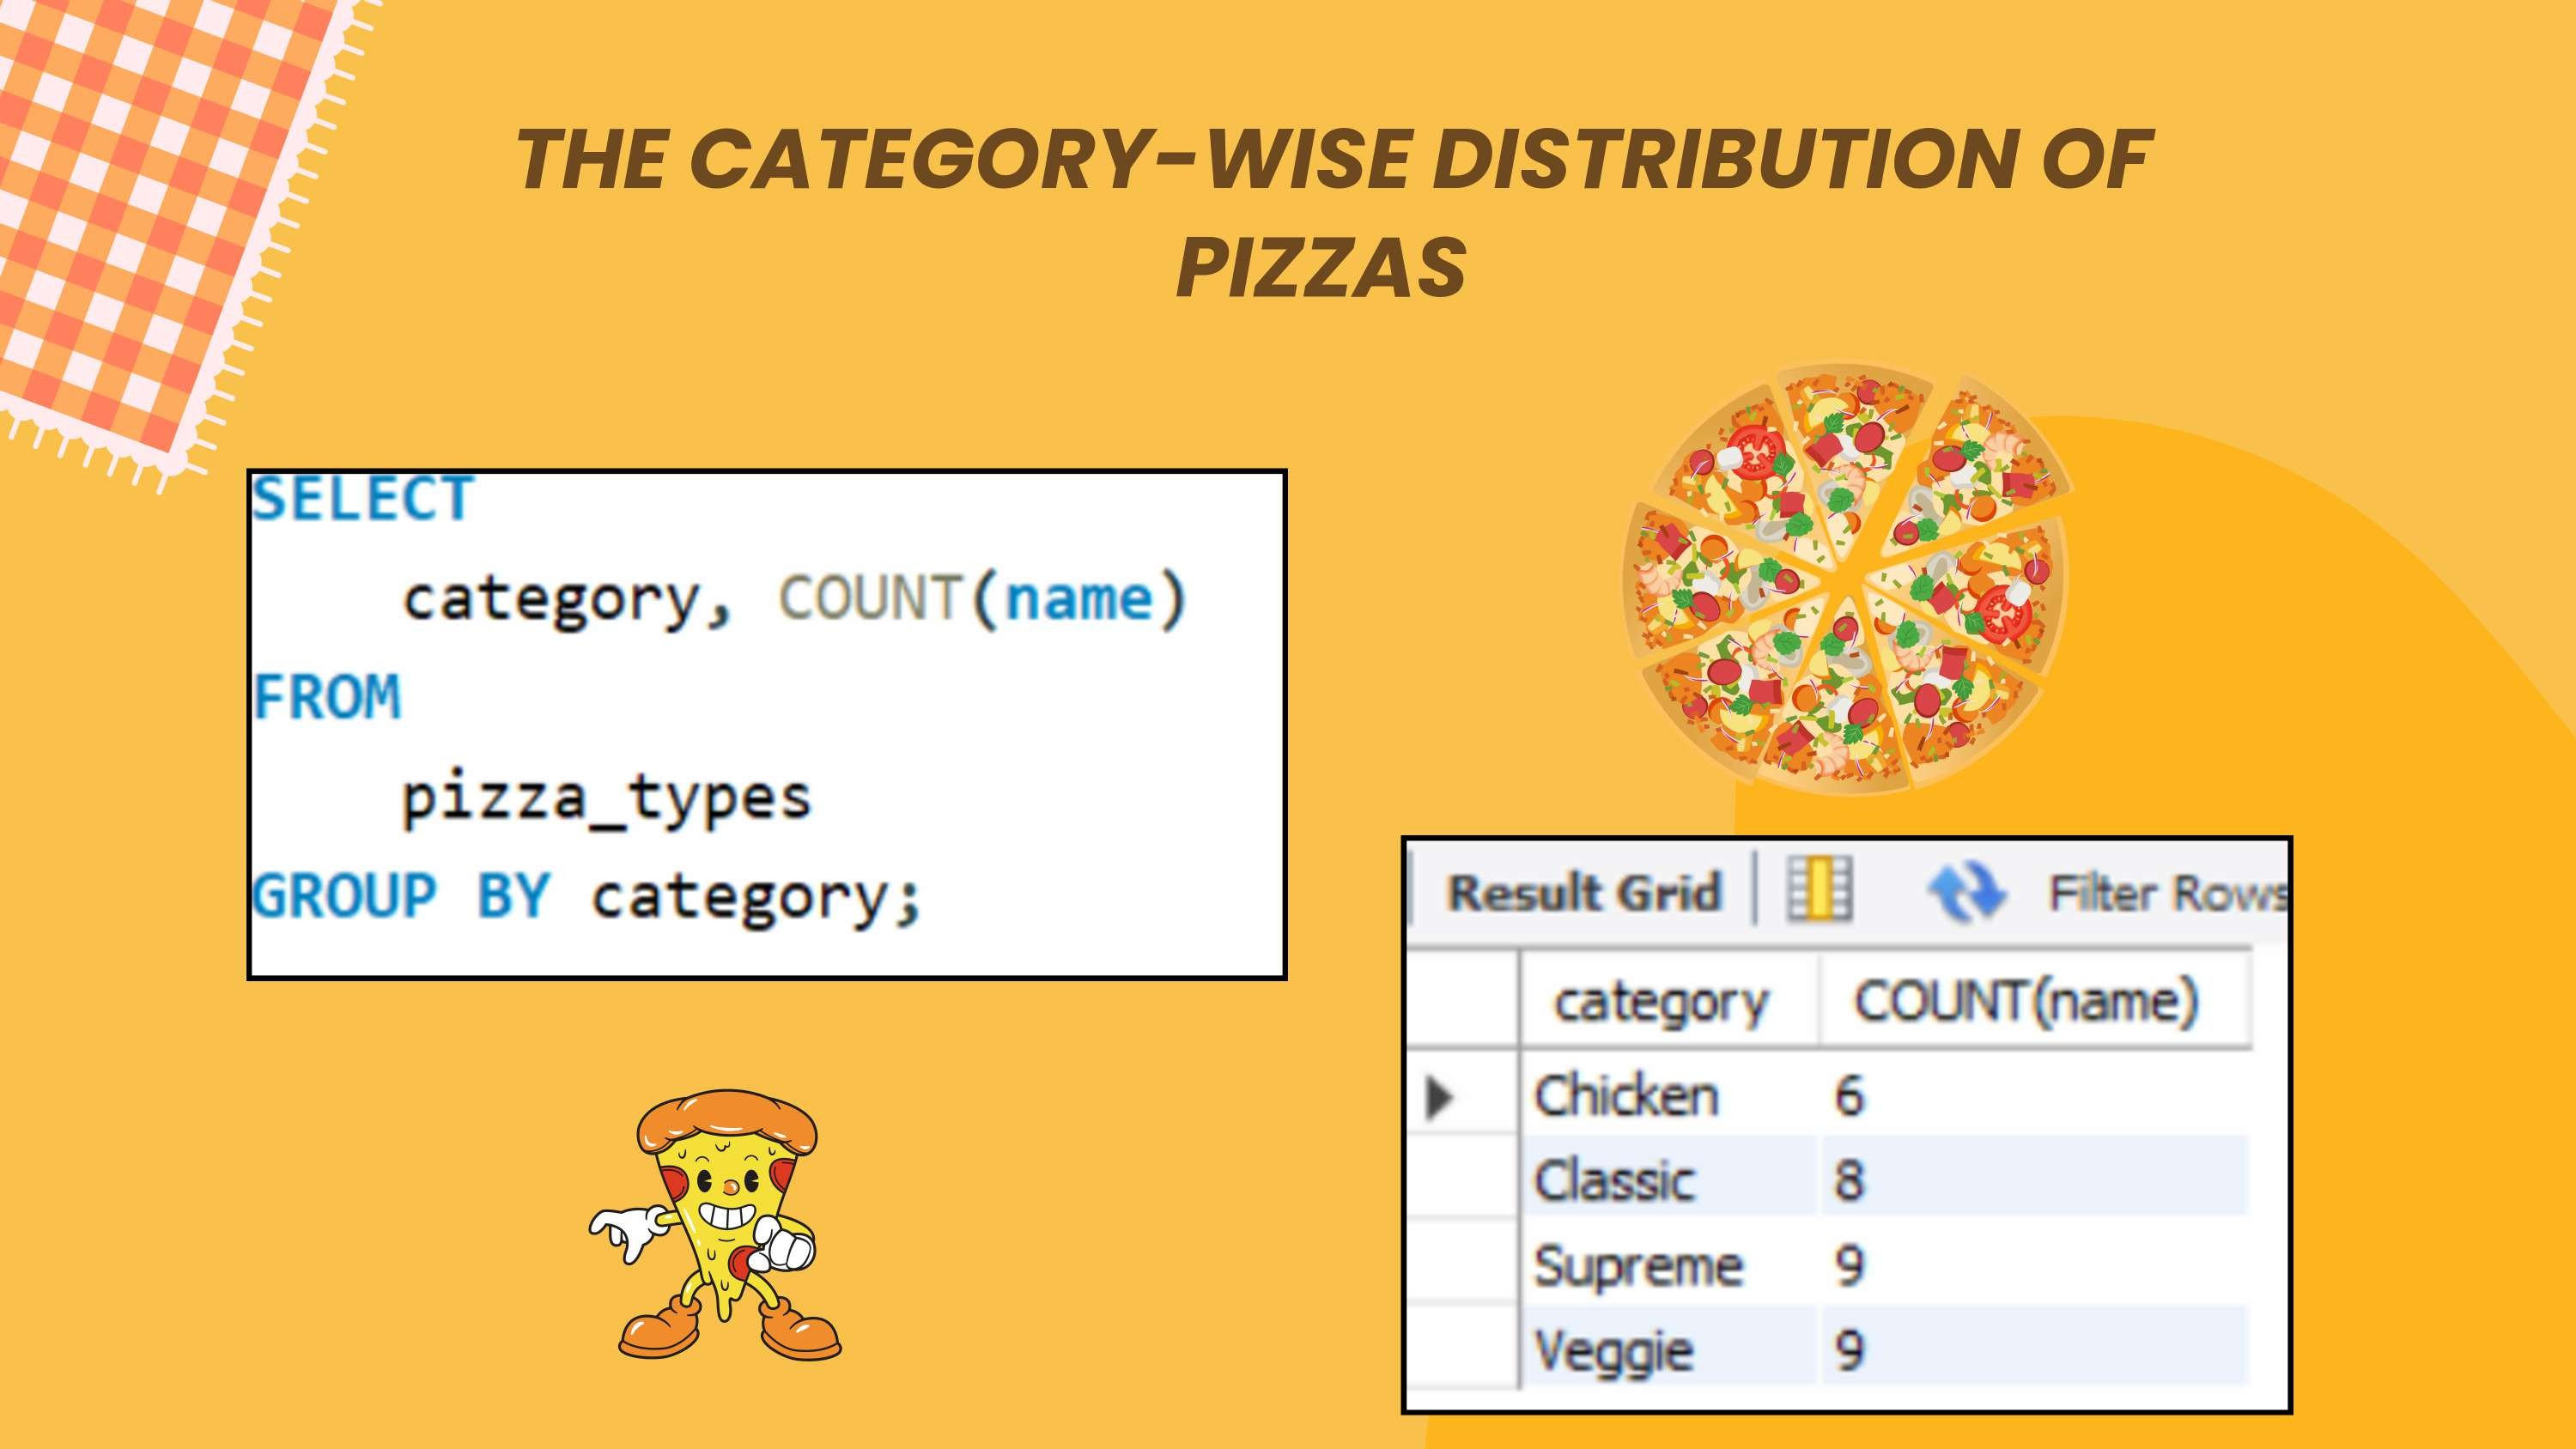 THE CATEGORY-WISE DISTRIBUTION OF
PIZZAS
SELECT
category, COUNT(name)
FROM
pizza_types
GROUP BY category;
Result Grid Filter Rows
category COUNT(name)
Chicken 6
Classic 8
Supreme 9
Veggie 9